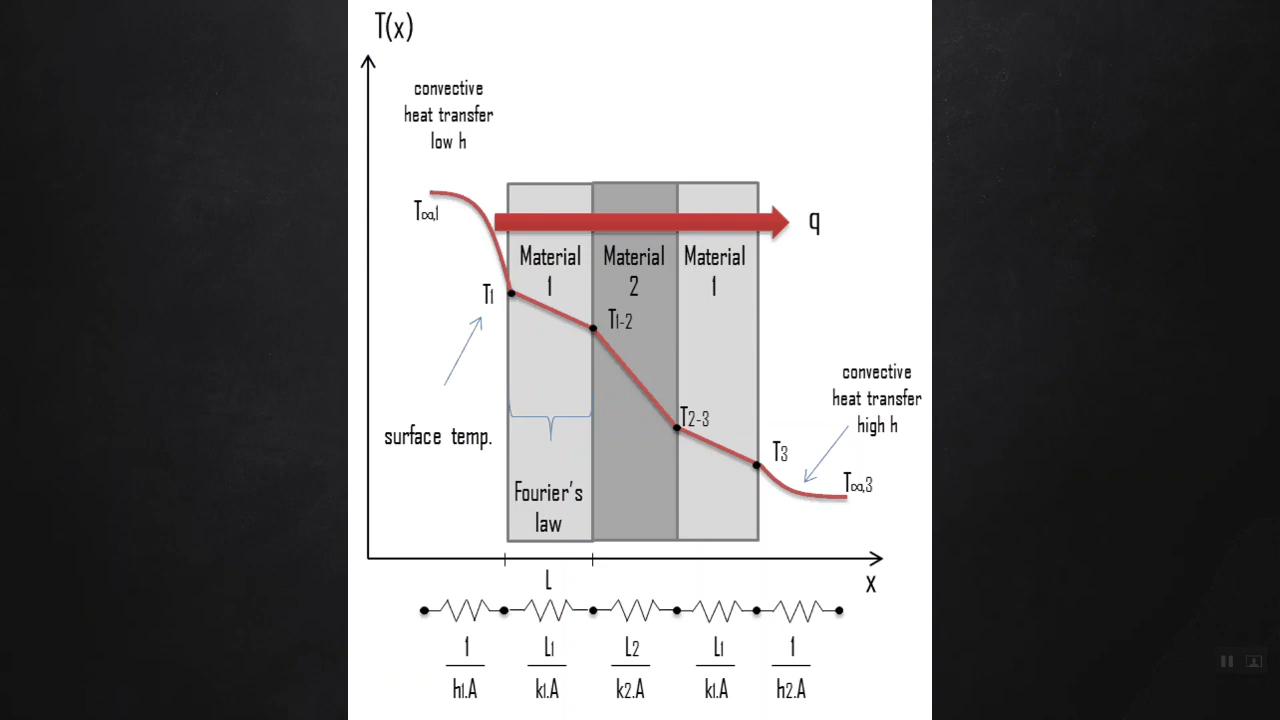 T(x)
convective
heat transfer
low h
T∞,1
q
Material
1
Material
2
Material
1
T1
T1-2
surface temp.
convective
heat transfer
high h
T2-3
T3
T∞,3
Fourier's
law
L
x
1
h1.A
L1
k1.A
L2
k2.A
L1
k1.A
1
h2.A